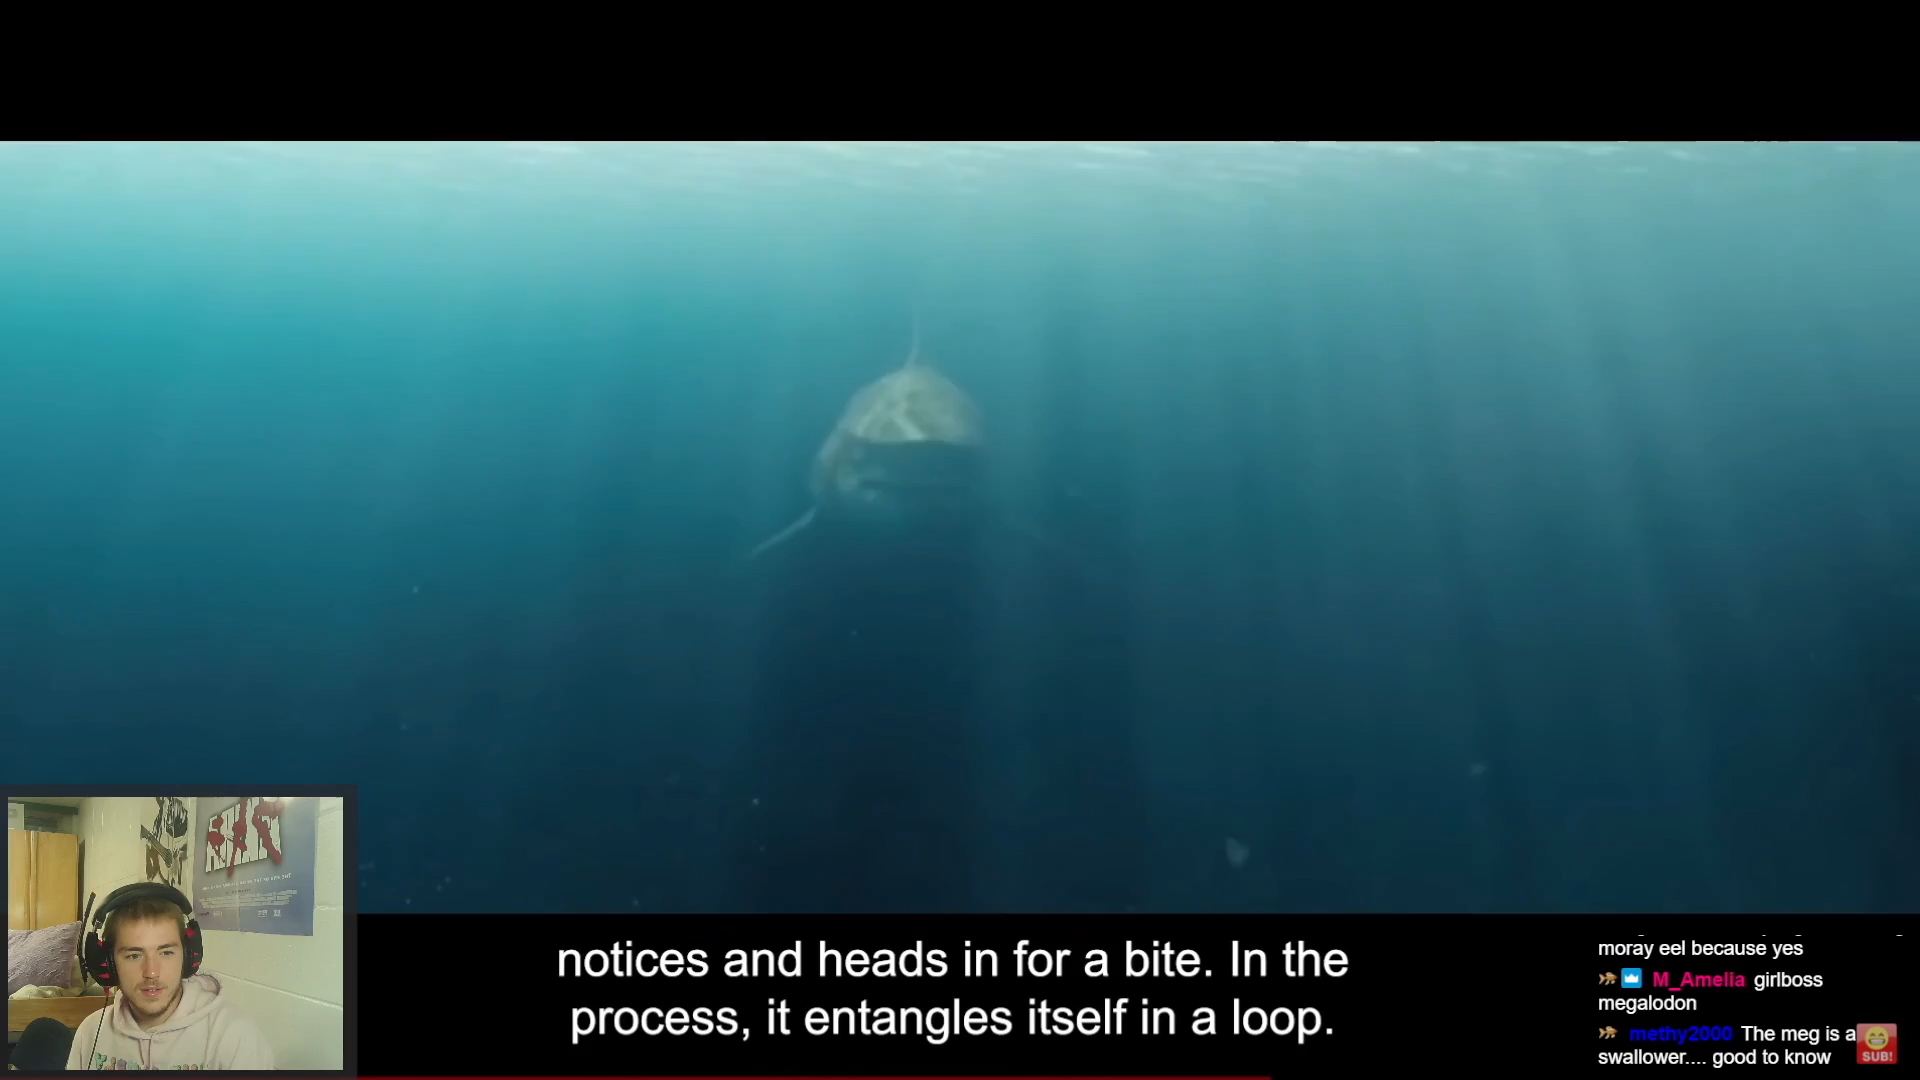 notices and heads in for a bite. In the
process, it entangles itself in a loop.
moray eel because yes
M_Amelia girlboss
megalodon
methy2000 The meg is a
swallower.... good to know
SUB!